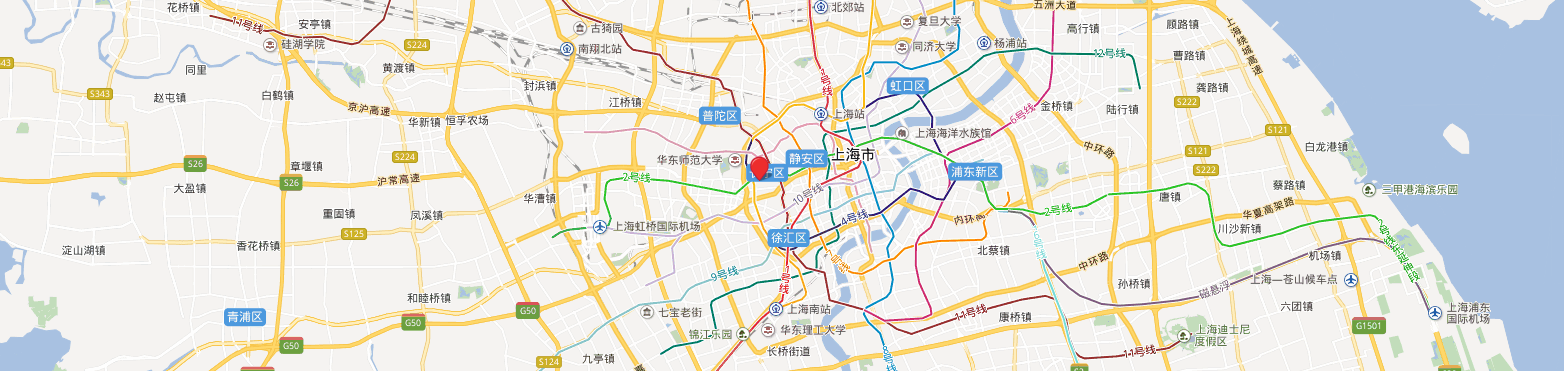 花桥镇
11号线
安亭镇
硅湖学院
S224
黄渡镇
同里
S343
赵屯镇
白鹤镇
京沪高速
华新镇
恒孚农场
S26
章堰镇
S224
大盈镇
S26
沪常高速
重固镇
凤溪镇
S125
淀山湖镇
香花桥镇
和睦桥镇
G50
G50
G50
青浦区
古猗园
南翔北站
封浜镇
江桥镇
普陀区
华东师范大学
静安区
上海市
2号线
华漕镇
上海虹桥国际机场
10号线
4号线
徐汇区
9号线
1号线
七宝老街
上海南站
锦江乐园
华东理工大学
长桥街道
S124
九亭镇
北郊站
复旦大学
同济大学
杨浦站
1号线
虹口区
上海站
上海海洋水族馆
浦东新区
五洲大道
高行镇
12号线
6号线
金桥镇
陆行镇
中环路
顾路镇
曹路镇
龚路镇
上海绕城高速
S222
S121
S121
S222
白龙港镇
三甲港海滨乐园
蔡路镇
唐镇
2号线
华夏高架路
川沙新镇
2号线东延伸段
机场镇
北蔡镇
中环路
孙桥镇
磁悬浮
上海—苍山候车点
六团镇
上海浦东
国际机场
G1501
康桥镇
11号线
上海迪士尼
度假区
11号线